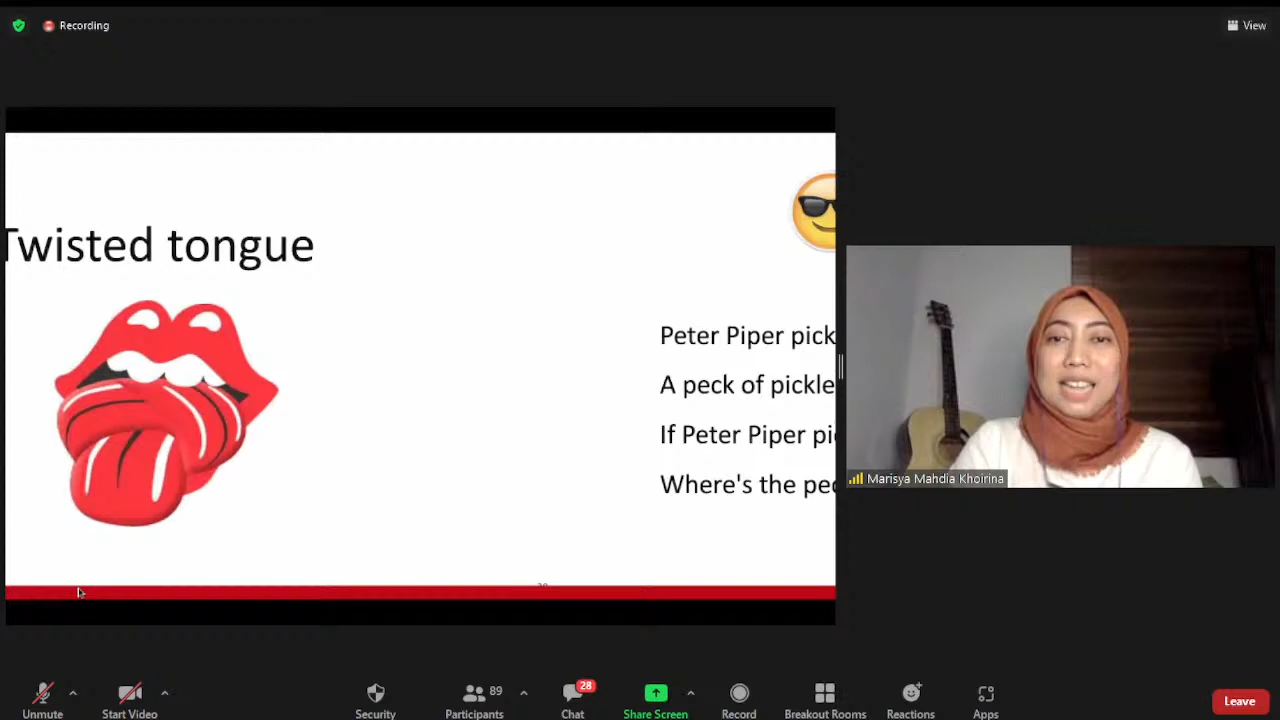 Recording
View
Twisted tongue
Peter Piper pick
A peck of pickle
If Peter Piper pi
Where's the pec
Marisya Mahdia Khoirina
89
28
Unmute
Start Video
Security
Participants
Chat
Share Screen
Record
Breakout Rooms
Reactions
Apps
Leave